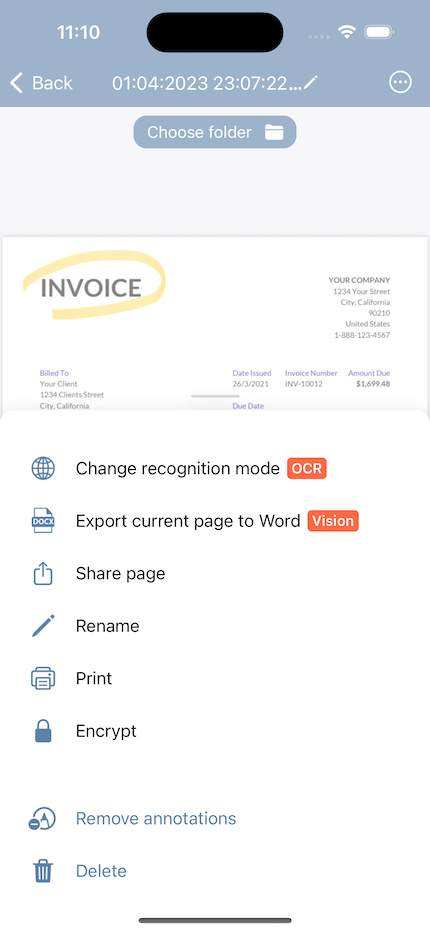 11:10
Back
01:04:2023 23:07:22...
Choose folder
INVOICE
YOUR COMPANY
1234 Your Street
City, California
90210
United States
1-888-123-4567
Billed To
Your Client
1234 Clients Street
City, California
Date Issued
26/3/2021
Due Date
Invoice Number
INV-10012
Amount Due
$1,699.48
Change recognition mode OCR
DOCX
Export current page to Word Vision
Share page
Rename
Print
Encrypt
Remove annotations
Delete